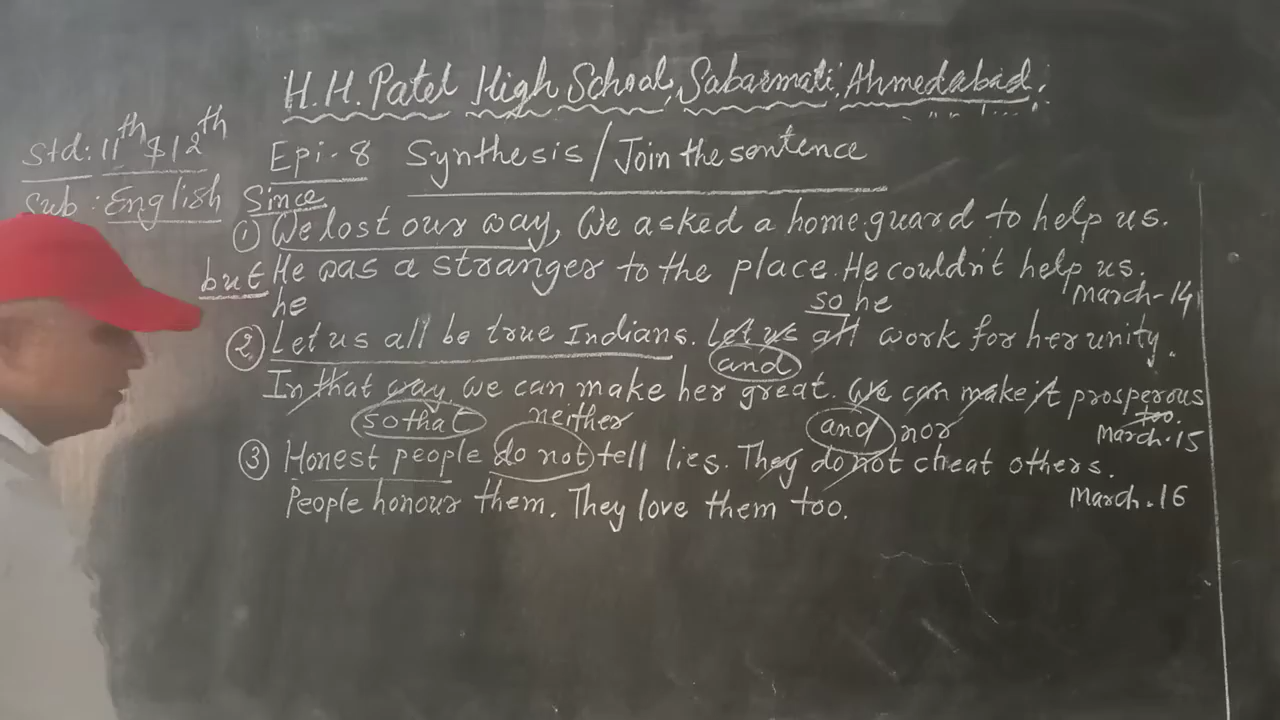 H.H. Patel High School, Sabarmati, Ahmedabad.
Std: 11th & 12th
Epi-8 Synthesis / Join the sentence
Sub: English
Since
① We lost our way, We asked a home guard to help us.
but He was a stranger to the place. He couldn't help us.
March-14
he so he
② Let us all be true Indians. Let us all work for her unity.
and
In that way we can make her great. We can make it prosperous
too.
so that neither and nor
March.15
③ Honest people do not tell lies. They do not cheat others.
March.16
People honour them. They love them too.